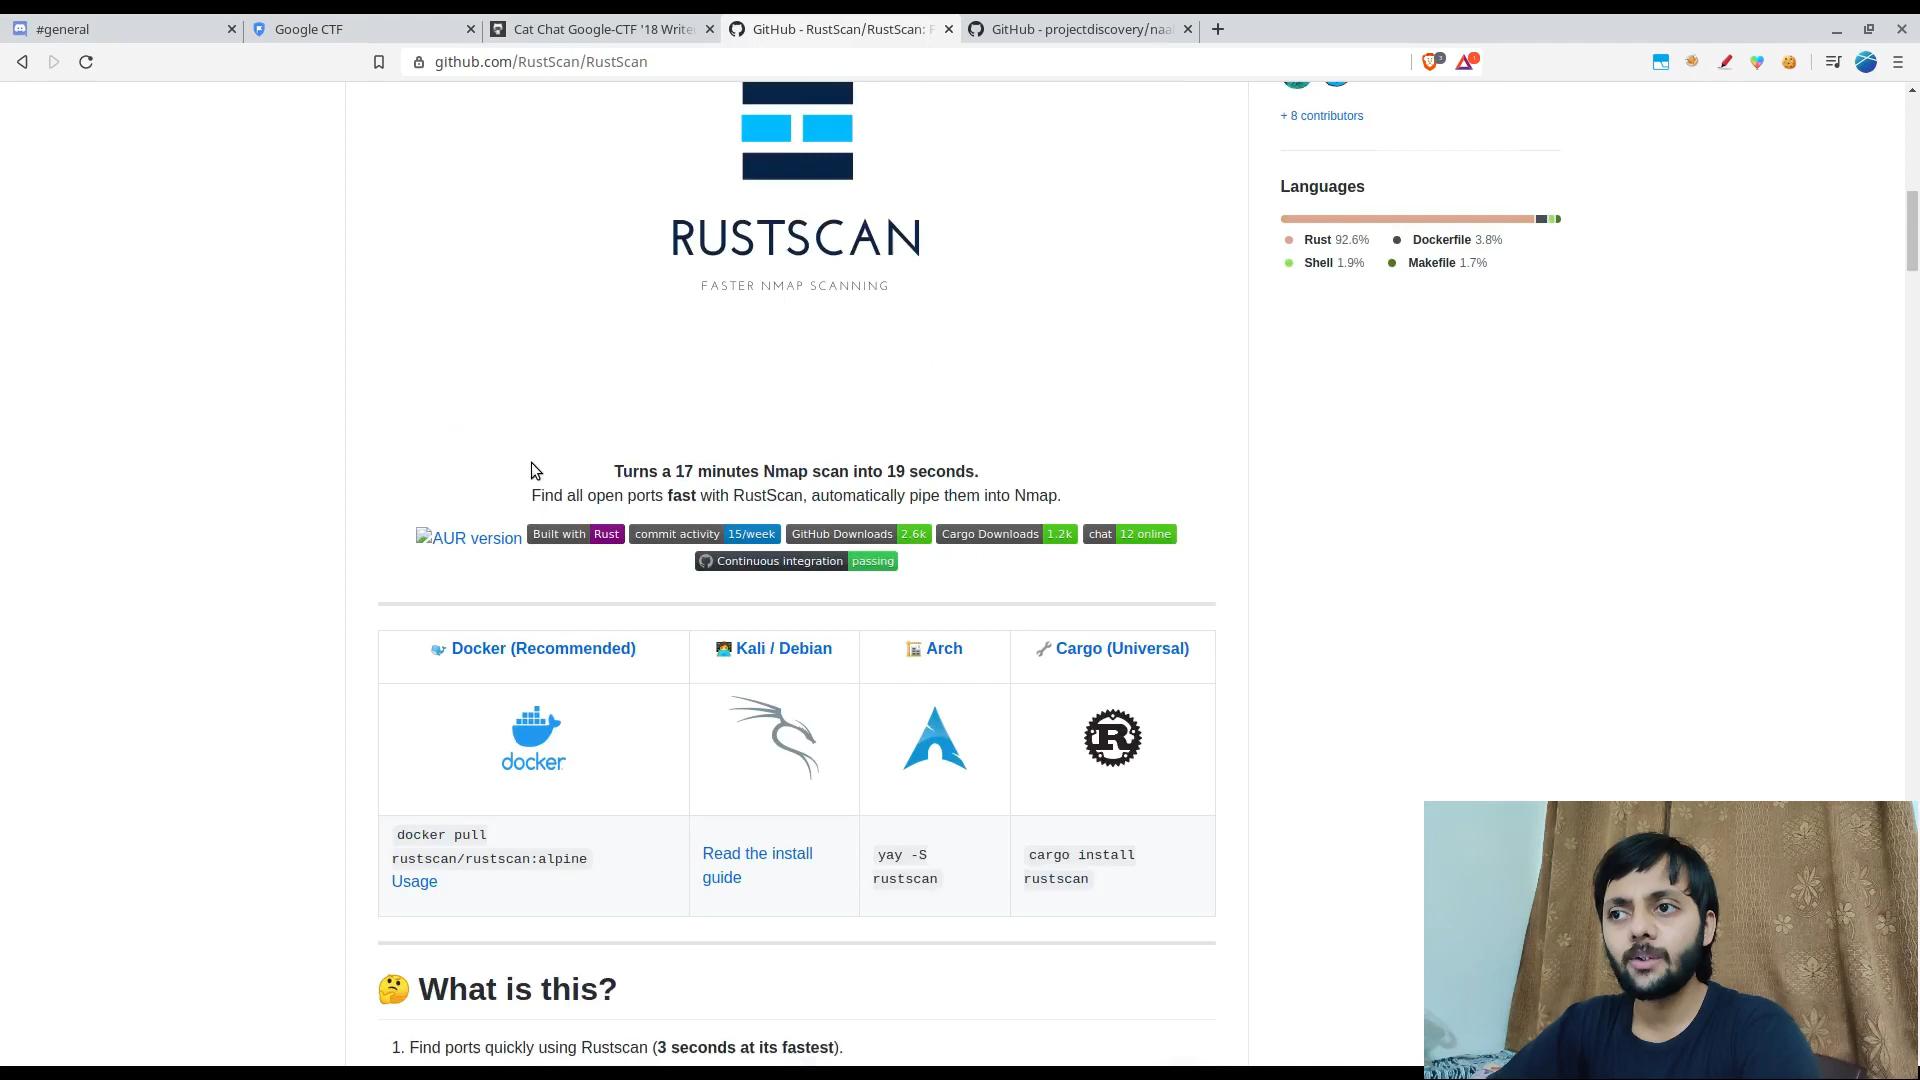 #general
Google CTF
Cat Chat Google-CTF '18 Write
GitHub - RustScan/RustScan: F
GitHub - projectdiscovery/naa
github.com/RustScan/RustScan
+ 8 contributors
Languages
Rust 92.6%
Dockerfile 3.8%
Shell 1.9%
Makefile 1.7%
RUSTSCAN
FASTER NMAP SCANNING
Turns a 17 minutes Nmap scan into 19 seconds.
Find all open ports fast with RustScan, automatically pipe them into Nmap.
AUR version Built with Rust commit activity 15/week GitHub Downloads 2.6k Cargo Downloads 1.2k chat 12 online
Continuous integration passing
Docker (Recommended)
Kali / Debian
Arch
Cargo (Universal)
docker
R
docker pull
rustscan/rustscan:alpine
Usage
Read the install
guide
yay -S
rustscan
cargo install
rustscan
What is this?
1. Find ports quickly using Rustscan (3 seconds at its fastest).